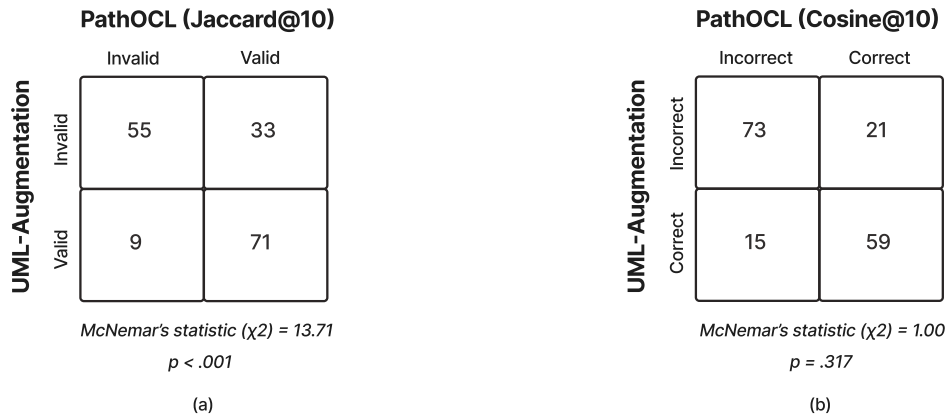 PathOCL (Jaccard@10)
Invalid Valid
UML-Augmentation
Invalid
55 33
Valid
9 71
McNemar's statistic (χ2) = 13.71
p < .001
(a)
PathOCL (Cosine@10)
Incorrect Correct
UML-Augmentation
Incorrect
73 21
Correct
15 59
McNemar's statistic (χ2) = 1.00
p = .317
(b)